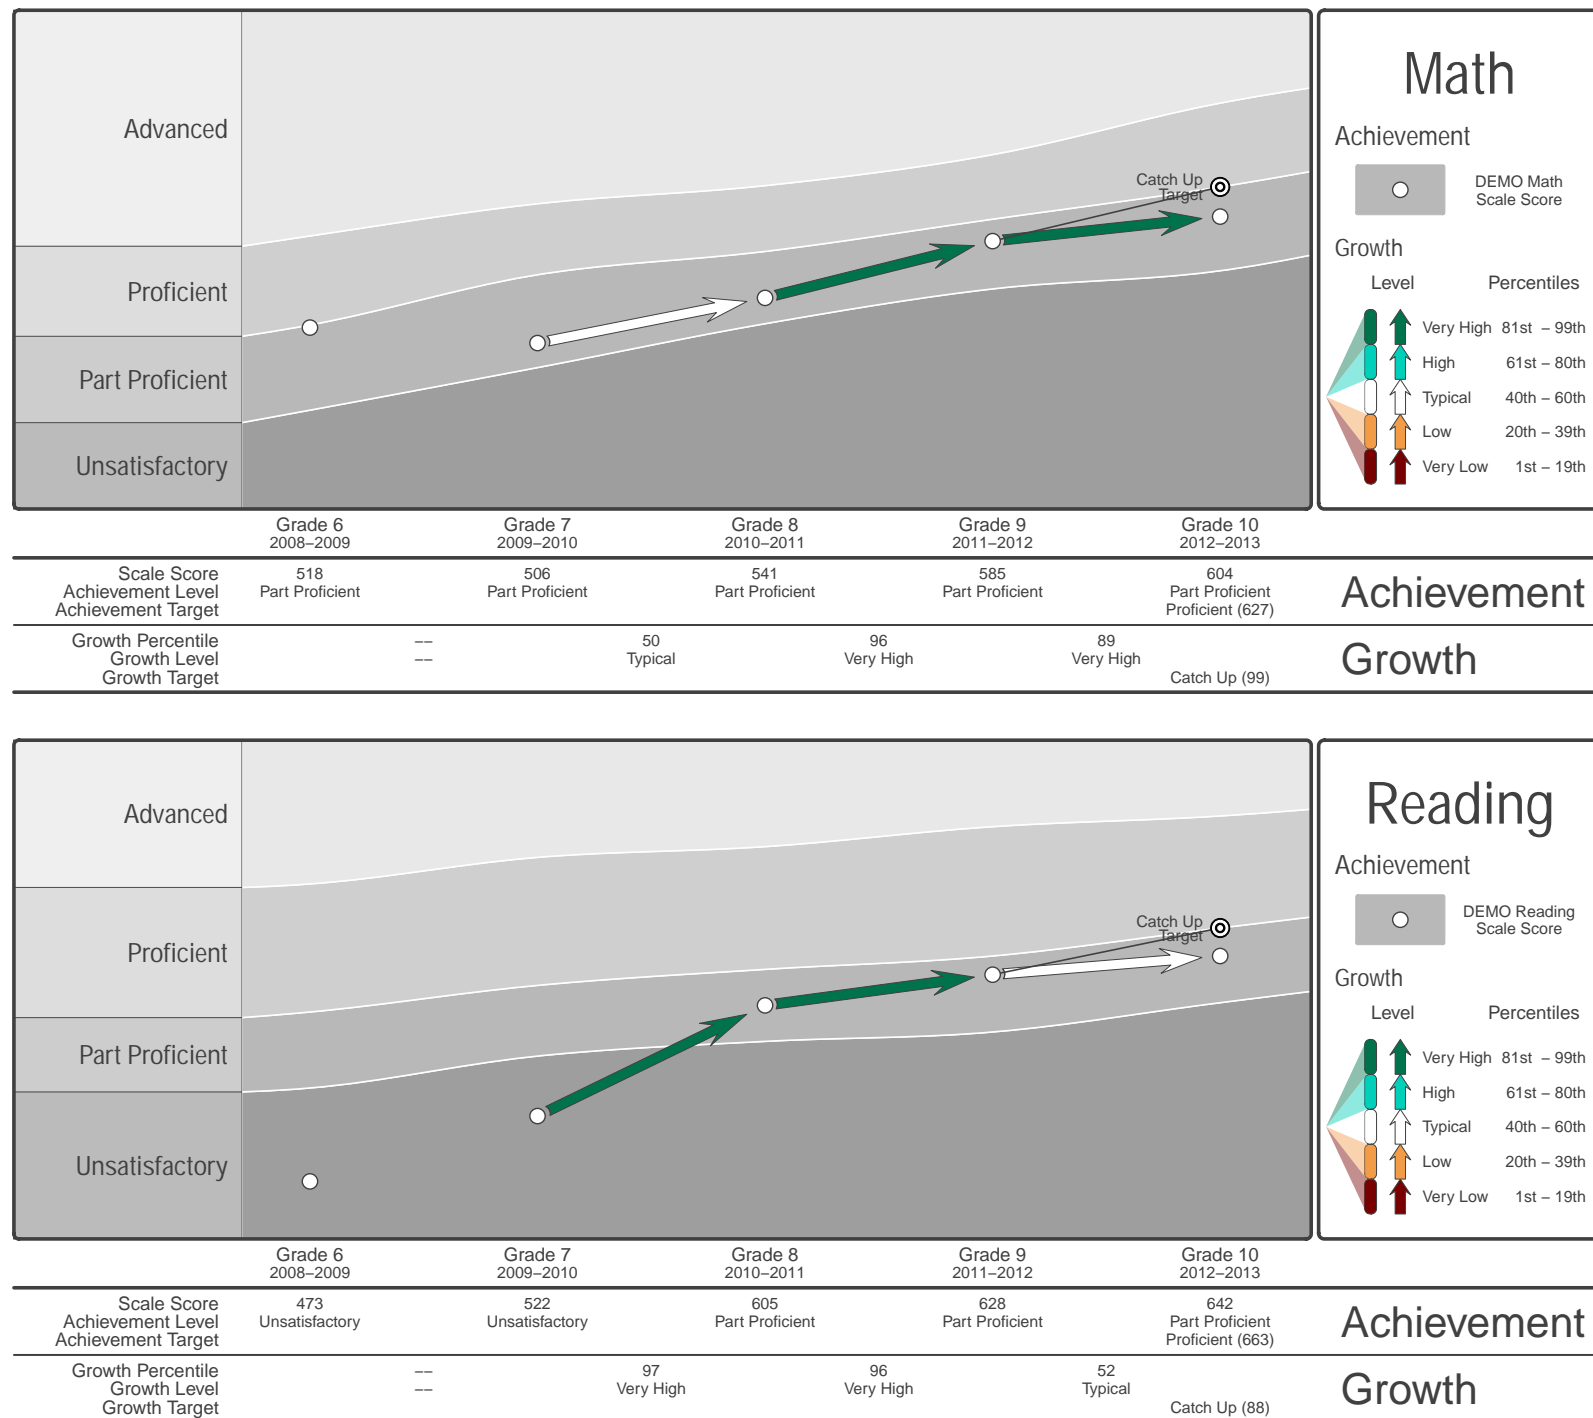 Advanced
Proficient
Part Proficient
Unsatisfactory
Catch Up
Target
Math
Achievement
DEMO Math
Scale Score
Growth
Level Percentiles
Very High 81st – 99th
High 61st – 80th
Typical 40th – 60th
Low 20th – 39th
Very Low 1st – 19th
Grade 6 Grade 7 Grade 8 Grade 9 Grade 10
2008–2009 2009–2010 2010–2011 2011–2012 2012–2013
Scale Score 518 506 541 585 604
Achievement Level Part Proficient Part Proficient Part Proficient Part Proficient Part Proficient
Achievement Target Proficient (627)
Achievement
Growth Percentile –– 50 96 89
Growth Level –– Typical Very High Very High
Growth Target Catch Up (99)
Growth
Advanced
Proficient
Part Proficient
Unsatisfactory
Catch Up
Target
Reading
Achievement
DEMO Reading
Scale Score
Growth
Level Percentiles
Very High 81st – 99th
High 61st – 80th
Typical 40th – 60th
Low 20th – 39th
Very Low 1st – 19th
Grade 6 Grade 7 Grade 8 Grade 9 Grade 10
2008–2009 2009–2010 2010–2011 2011–2012 2012–2013
Scale Score 473 522 605 628 642
Achievement Level Unsatisfactory Unsatisfactory Part Proficient Part Proficient Part Proficient
Achievement Target Proficient (663)
Achievement
Growth Percentile –– 97 96 52
Growth Level –– Very High Very High Typical
Growth Target Catch Up (88)
Growth